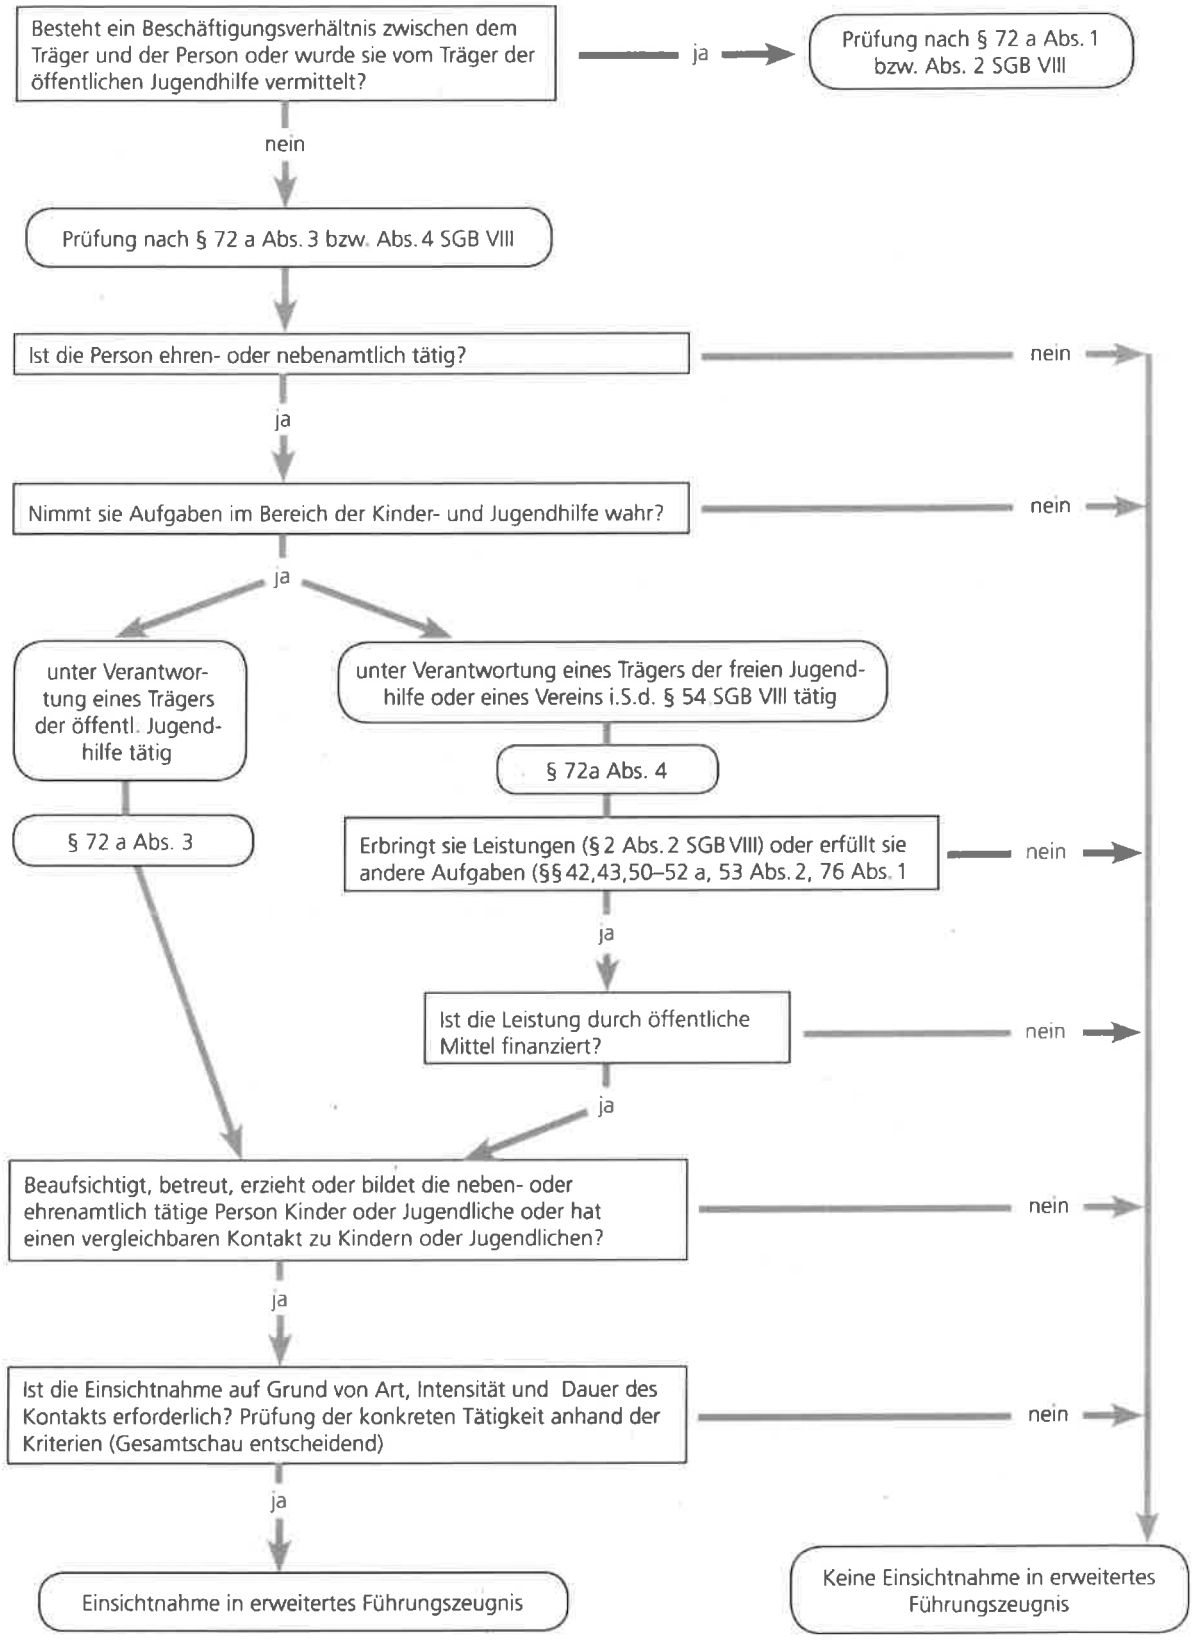 Besteht ein Beschäftigungsverhältnis zwischen dem
Träger und der Person oder wurde sie vom Träger der
öffentlichen Jugendhilfe vermittelt?
ja
Prüfung nach § 72 a Abs. 1
bzw. Abs. 2 SGB VIII
nein
Prüfung nach § 72 a Abs. 3 bzw. Abs. 4 SGB VIII
Ist die Person ehren- oder nebenamtlich tätig?
nein
ja
Nimmt sie Aufgaben im Bereich der Kinder- und Jugendhilfe wahr?
nein
ja
unter Verantwor-
tung eines Trägers
der öffentl. Jugend-
hilfe tätig
unter Verantwortung eines Trägers der freien Jugend-
hilfe oder eines Vereins i.S.d. § 54 SGB VIII tätig
§ 72a Abs. 4
§ 72 a Abs. 3
Erbringt sie Leistungen (§ 2 Abs. 2 SGB VIII) oder erfüllt sie
andere Aufgaben (§§ 42,43,50–52 a, 53 Abs. 2, 76 Abs. 1
nein
ja
Ist die Leistung durch öffentliche
Mittel finanziert?
nein
ja
Beaufsichtigt, betreut, erzieht oder bildet die neben- oder
ehrenamtlich tätige Person Kinder oder Jugendliche oder hat
einen vergleichbaren Kontakt zu Kindern oder Jugendlichen?
nein
ja
Ist die Einsichtnahme auf Grund von Art, Intensität und Dauer des
Kontakts erforderlich? Prüfung der konkreten Tätigkeit anhand der
Kriterien (Gesamtschau entscheidend)
nein
ja
Einsichtnahme in erweitertes Führungszeugnis
Keine Einsichtnahme in erweitertes
Führungszeugnis